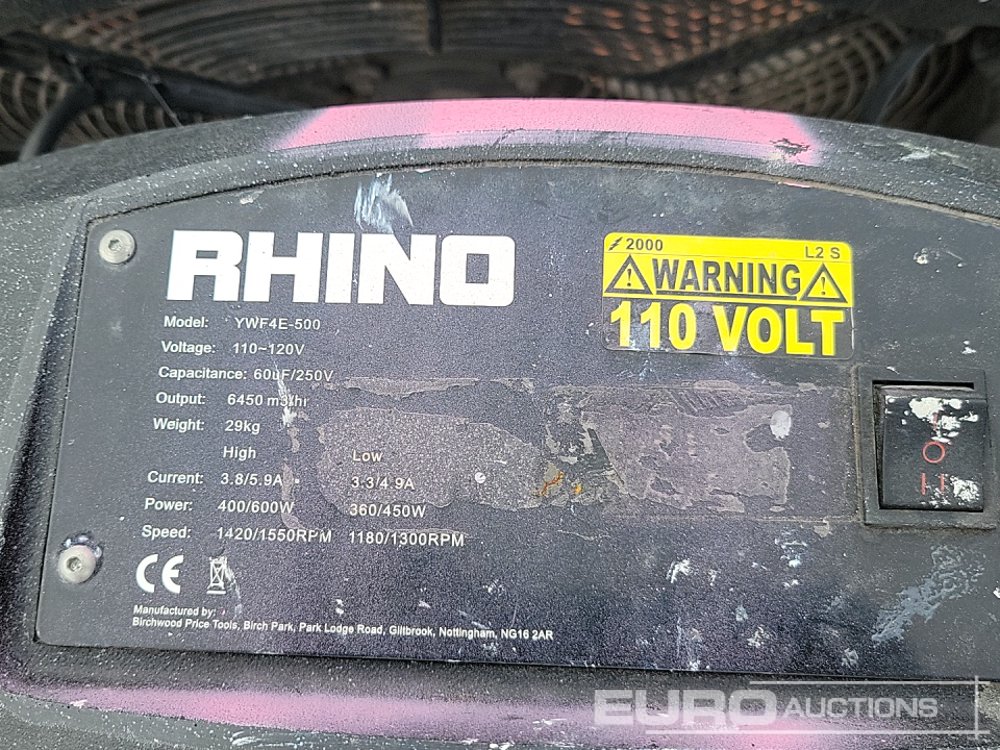 RHINO
2000
L2 S
WARNING
110 VOLT
Model: YWF4E-500
Voltage: 110~120V
Capacitance: 60uF/250V
Output: 6450 m3/hr
Weight: 29kg
High Low
Current: 3.8/5.9A 3.3/4.9A
Power: 400/600W 360/450W
Speed: 1420/1550RPM 1180/1300RPM
I
O
II
CE
Manufactured by:
Birchwood Price Tools, Birch Park, Park Lodge Road, Giltbrook, Nottingham, NG16 2AR
EURO AUCTIONS